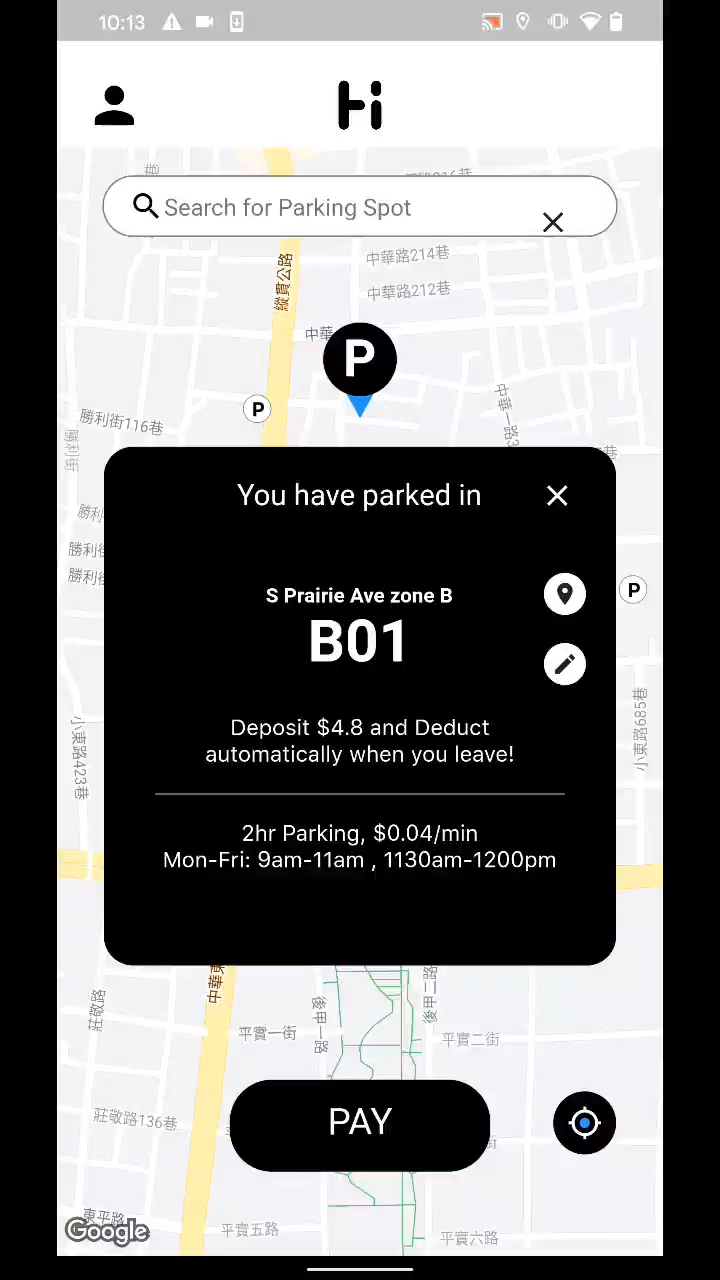 10:13
Hi
Search for Parking Spot
中華路214巷
中華路212巷
縱貫公路
中華
P
P
勝利街116巷
勝利街
中華一路3
巷
勝利
勝利街
勝利街
You have parked in
S Prairie Ave zone B
B01
P
Deposit $4.8 and Deduct
automatically when you leave!
小東路423巷
小東路685巷
2hr Parking, $0.04/min
Mon-Fri: 9am-11am , 1130am-1200pm
中華東
莊敬路
後甲一路
後甲二路
平實一街
平實二街
莊敬路136巷
PAY
街
東平路
Google
平實五路
平實六路